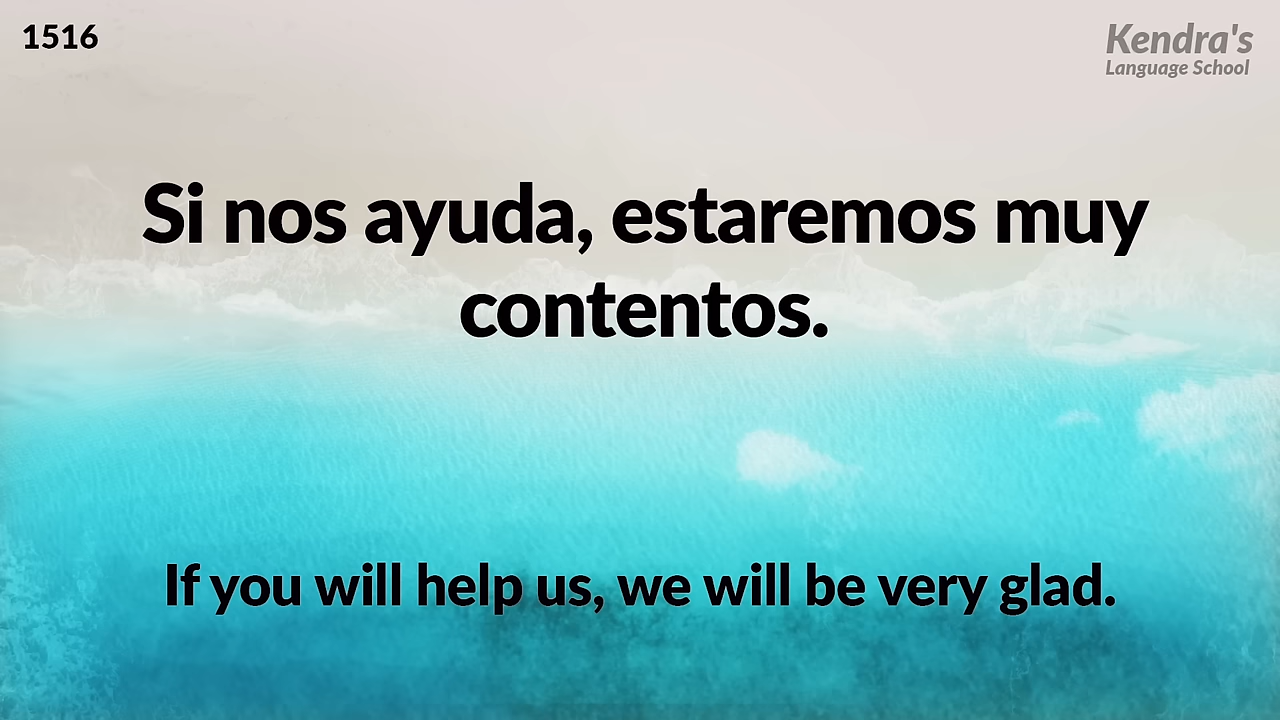 1516
Kendra's
Language School
Si nos ayuda, estaremos muy
contentos.
If you will help us, we will be very glad.